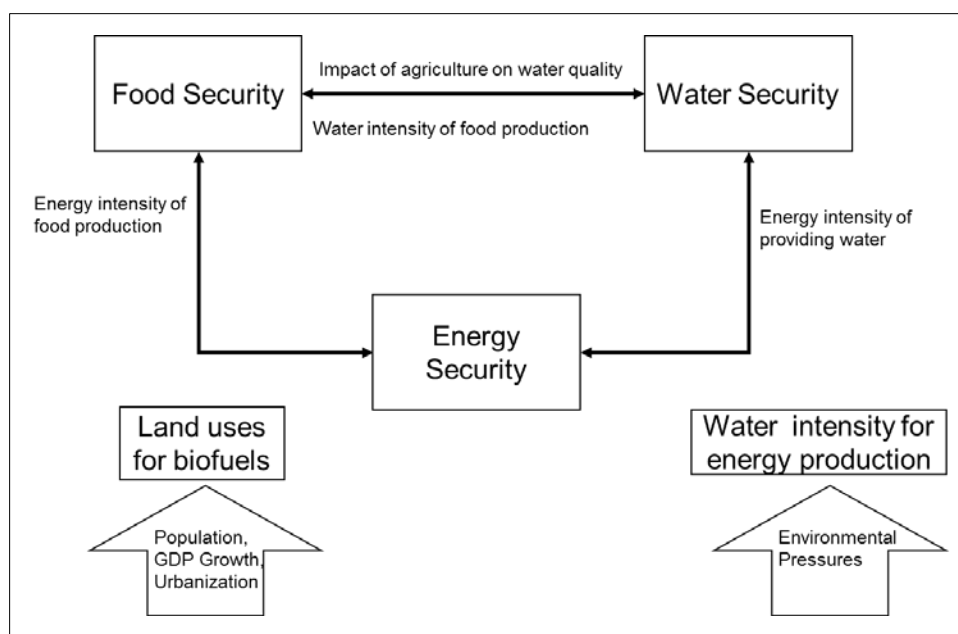 Food Security
Impact of agriculture on water quality
Water Security
Water intensity of food production
Energy intensity of
food production
Energy intensity of
providing water
Energy
Security
Land uses
for biofuels
Water intensity for
energy production
Population,
GDP Growth,
Urbanization
Environmental
Pressures